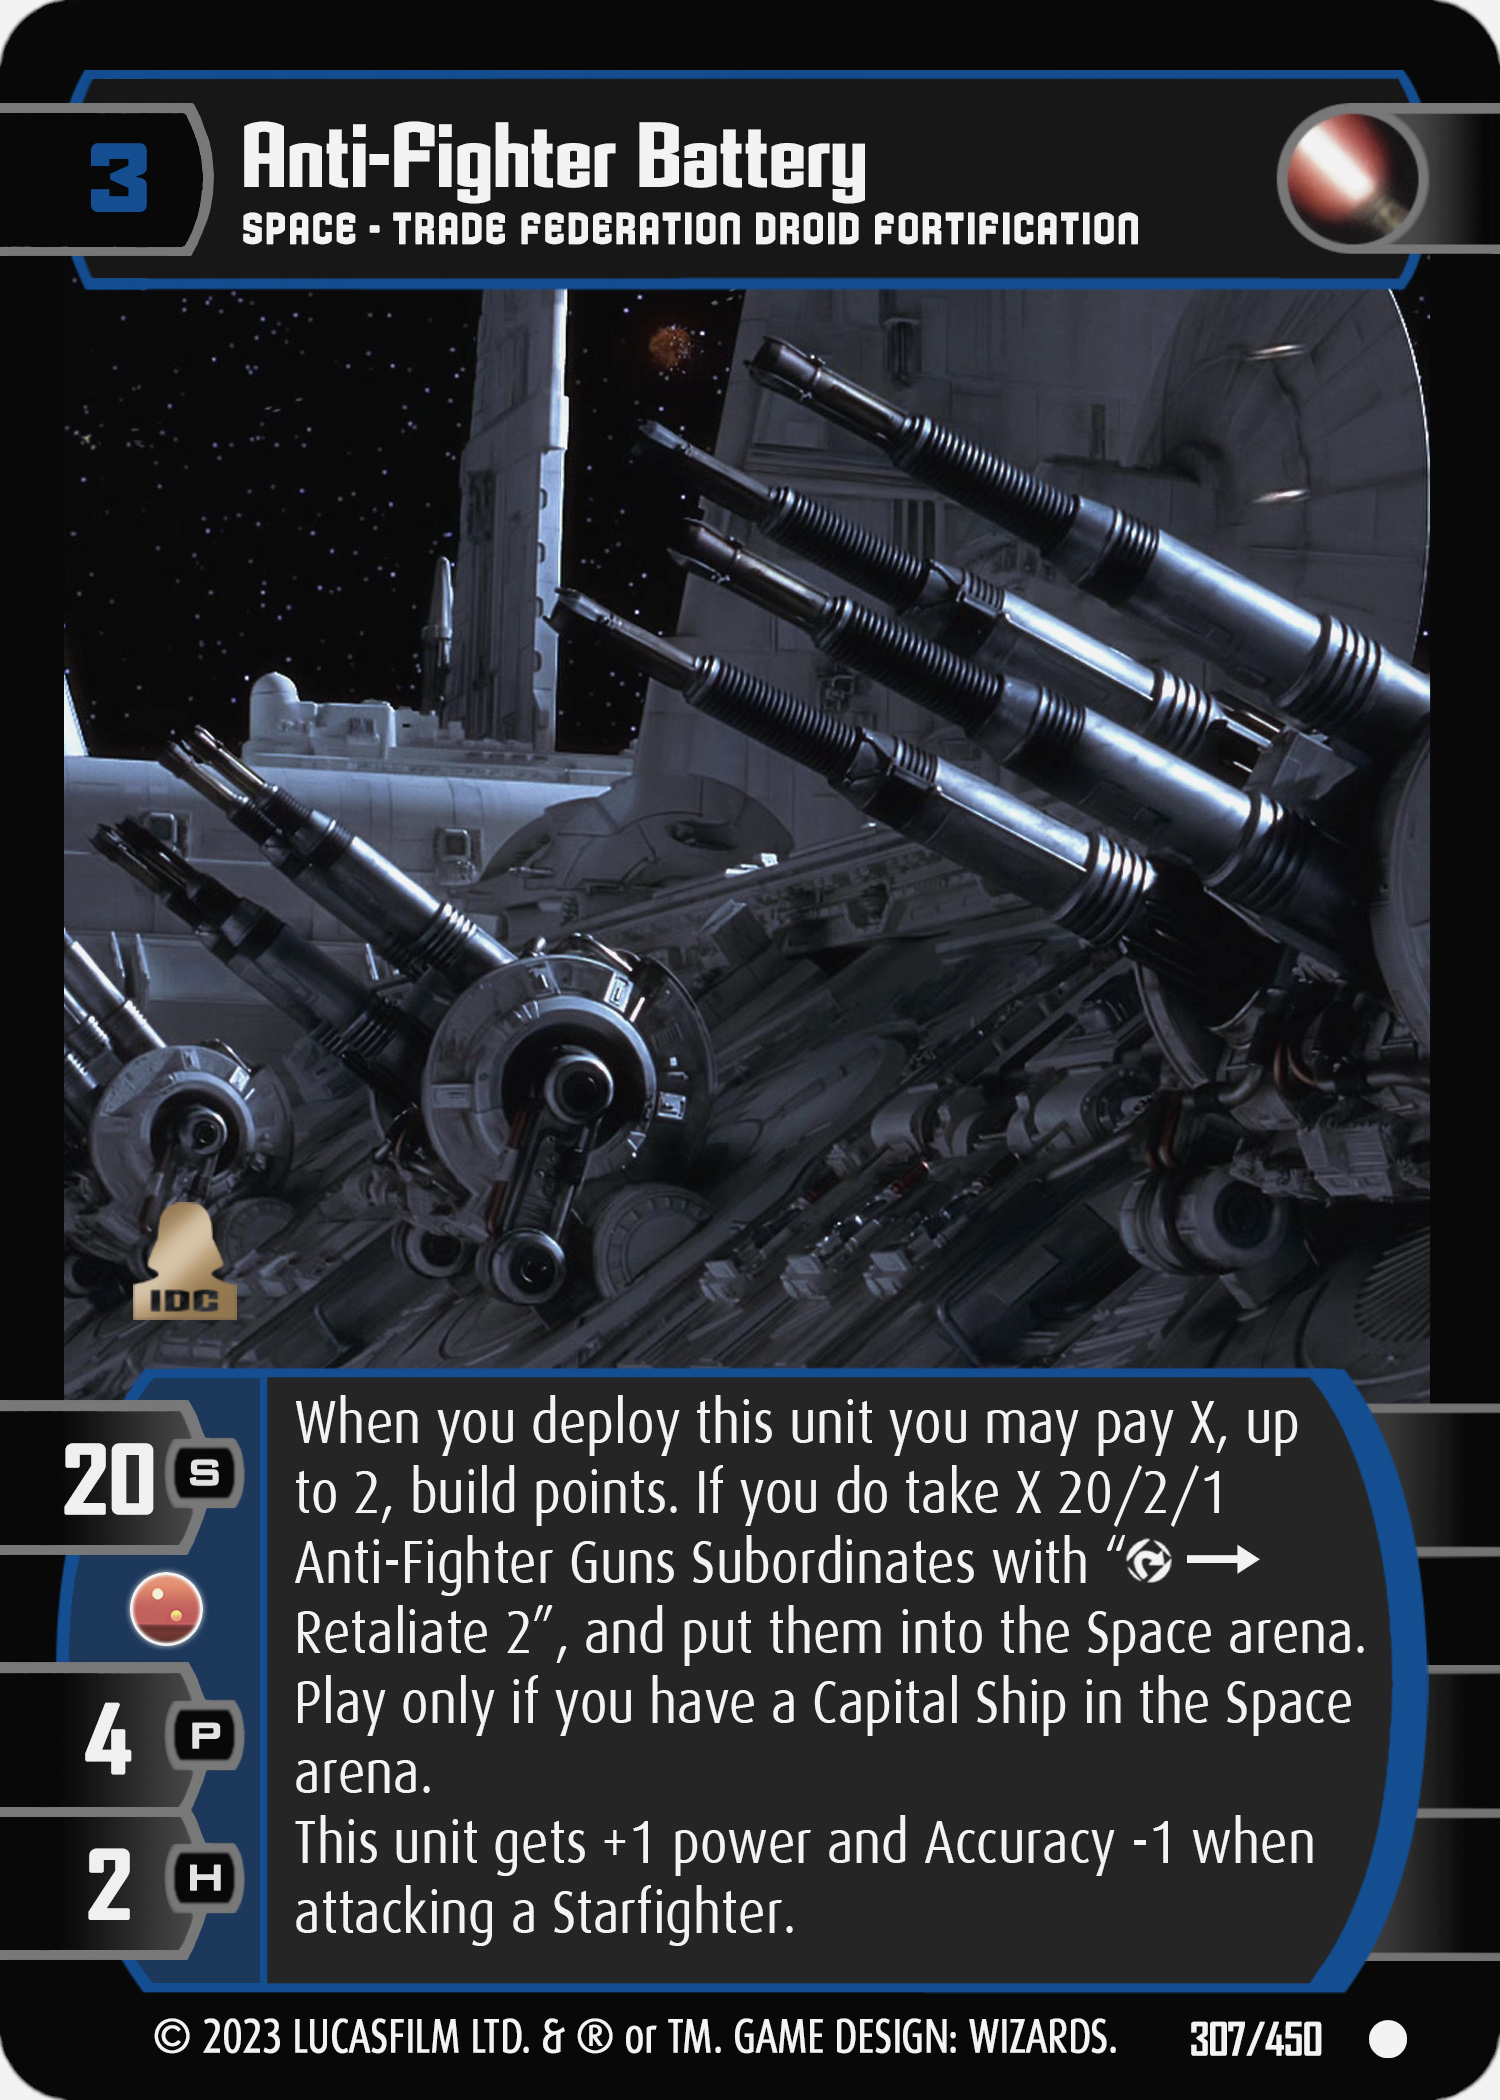 3
Anti-Fighter Battery
SPACE - TRADE FEDERATION DROID FORTIFICATION
IDC
20 S
4 P
2 H
When you deploy this unit you may pay X, up
to 2, build points. If you do take X 20/2/1
Anti-Fighter Guns Subordinates with “ →
Retaliate 2”, and put them into the Space arena.
Play only if you have a Capital Ship in the Space
arena.
This unit gets +1 power and Accuracy -1 when
attacking a Starfighter.
© 2023 LUCASFILM LTD. & ® or TM. GAME DESIGN: WIZARDS. 307/450